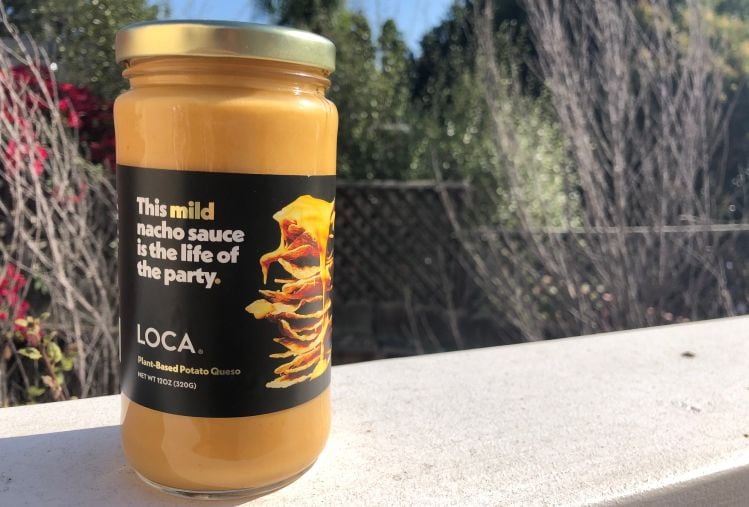 This mild
nacho sauce
is the life of
the party.
LOCA®
Plant-Based Potato Queso
NET WT 12OZ (320G)